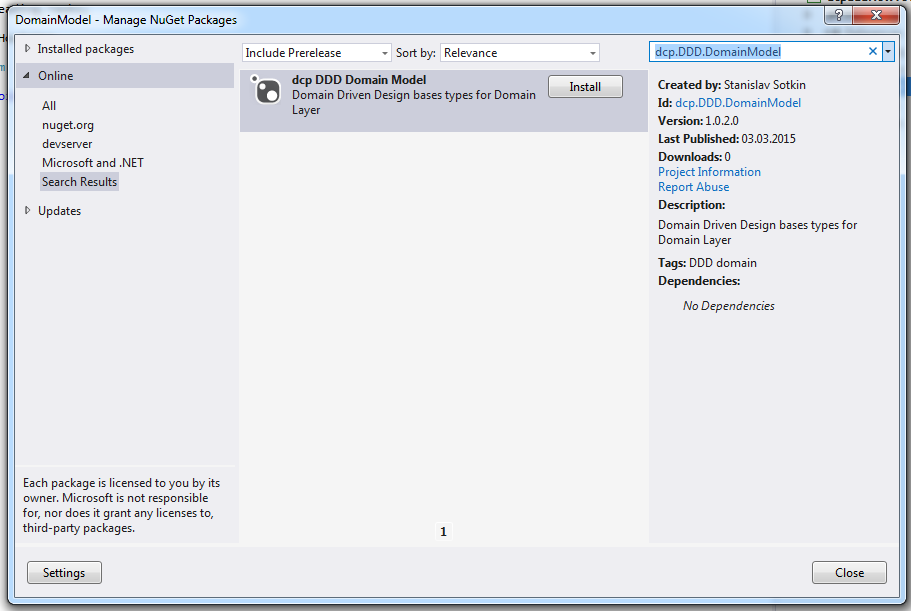 DomainModel - Manage NuGet Packages
Installed packages
Online
All
nuget.org
devserver
Microsoft and .NET
Search Results
Updates
Each package is licensed to you by its
owner. Microsoft is not responsible
for, nor does it grant any licenses to,
third-party packages.
Settings
Include Prerelease
Sort by: Relevance
dcp DDD Domain Model
Domain Driven Design bases types for Domain
Layer
Install
1
dcp.DDD.DomainModel
Created by: Stanislav Sotkin
Id: dcp.DDD.DomainModel
Version: 1.0.2.0
Last Published: 03.03.2015
Downloads: 0
Project Information
Report Abuse
Description:
Domain Driven Design bases types for
Domain Layer
Tags: DDD domain
Dependencies:
No Dependencies
Close